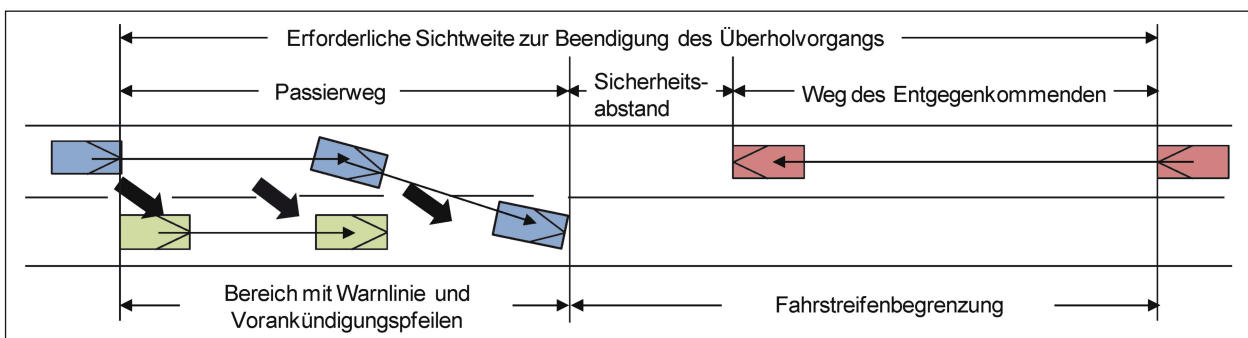 Erforderliche Sichtweite zur Beendigung des Überholvorgangs
Passierweg
Sicherheits-
abstand
Weg des Entgegenkommenden
Bereich mit Warnlinie und
Vorankündigungspfeilen
Fahrstreifenbegrenzung